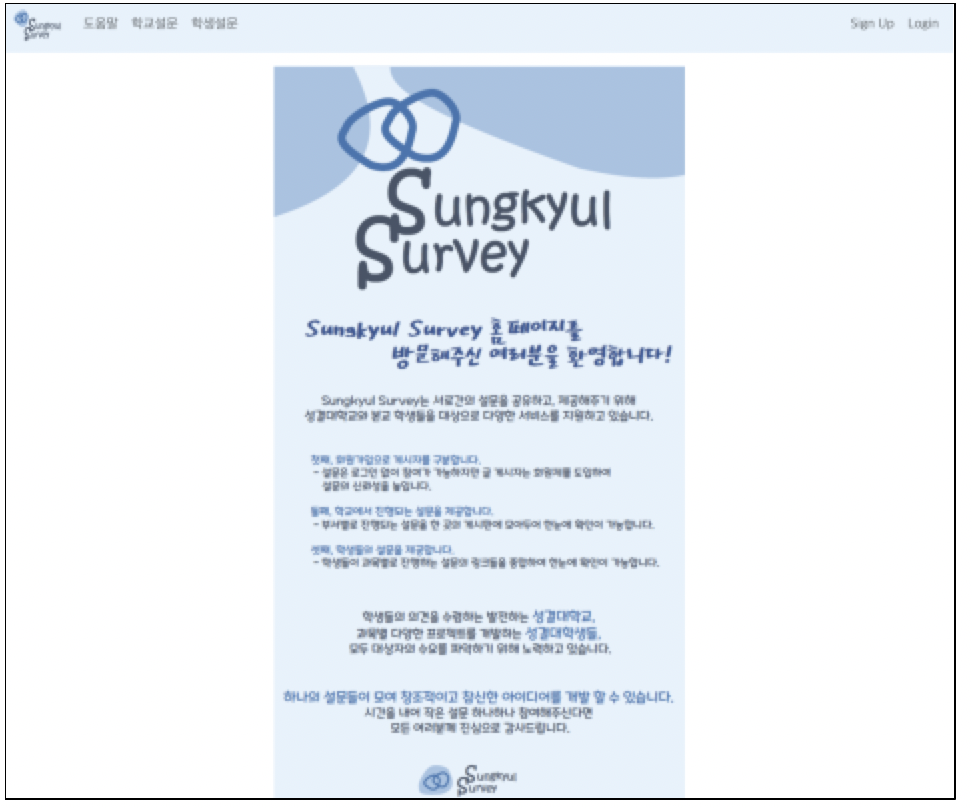 Sungkyul
Survey
도움말 학교설문 학생설문
Sign Up Login
Sungkyul
Survey
Sungkyul Survey 홈페이지를
방문해주신 여러분을 환영합니다!
Sungkyul Survey는 서로간의 설문을 공유하고, 제공해주기 위해
성결대학교와 본교 학생들을 대상으로 다양한 서비스를 지원하고 있습니다.
첫째, 회원가입으로 게시자를 구분합니다.
- 설문은 로그인 없이 참여가 가능하지만 글 게시자는 회원제를 도입하여
설문의 신뢰성을 높입니다.
둘째, 학교에서 진행되는 설문을 제공합니다.
- 부서별로 진행되는 설문을 한 곳의 게시판에 모아두어 한눈에 확인이 가능합니다.
셋째, 학생들의 설문을 제공합니다.
- 학생들이 과목별로 진행하는 설문의 링크들을 종합하여 한눈에 확인이 가능합니다.
학생들의 의견을 수렴하는 발전하는 성결대학교,
과목별 다양한 프로젝트를 개발하는 성결대학생들,
모두 대상자의 수요를 파악하기 위해 노력하고 있습니다.
하나의 설문들이 모여 창조적이고 참신한 아이디어를 개발 할 수 있습니다.
시간을 내어 작은 설문 하나하나 참여해주신다면
모든 여러분께 진심으로 감사드립니다.
Sungkyul
Survey